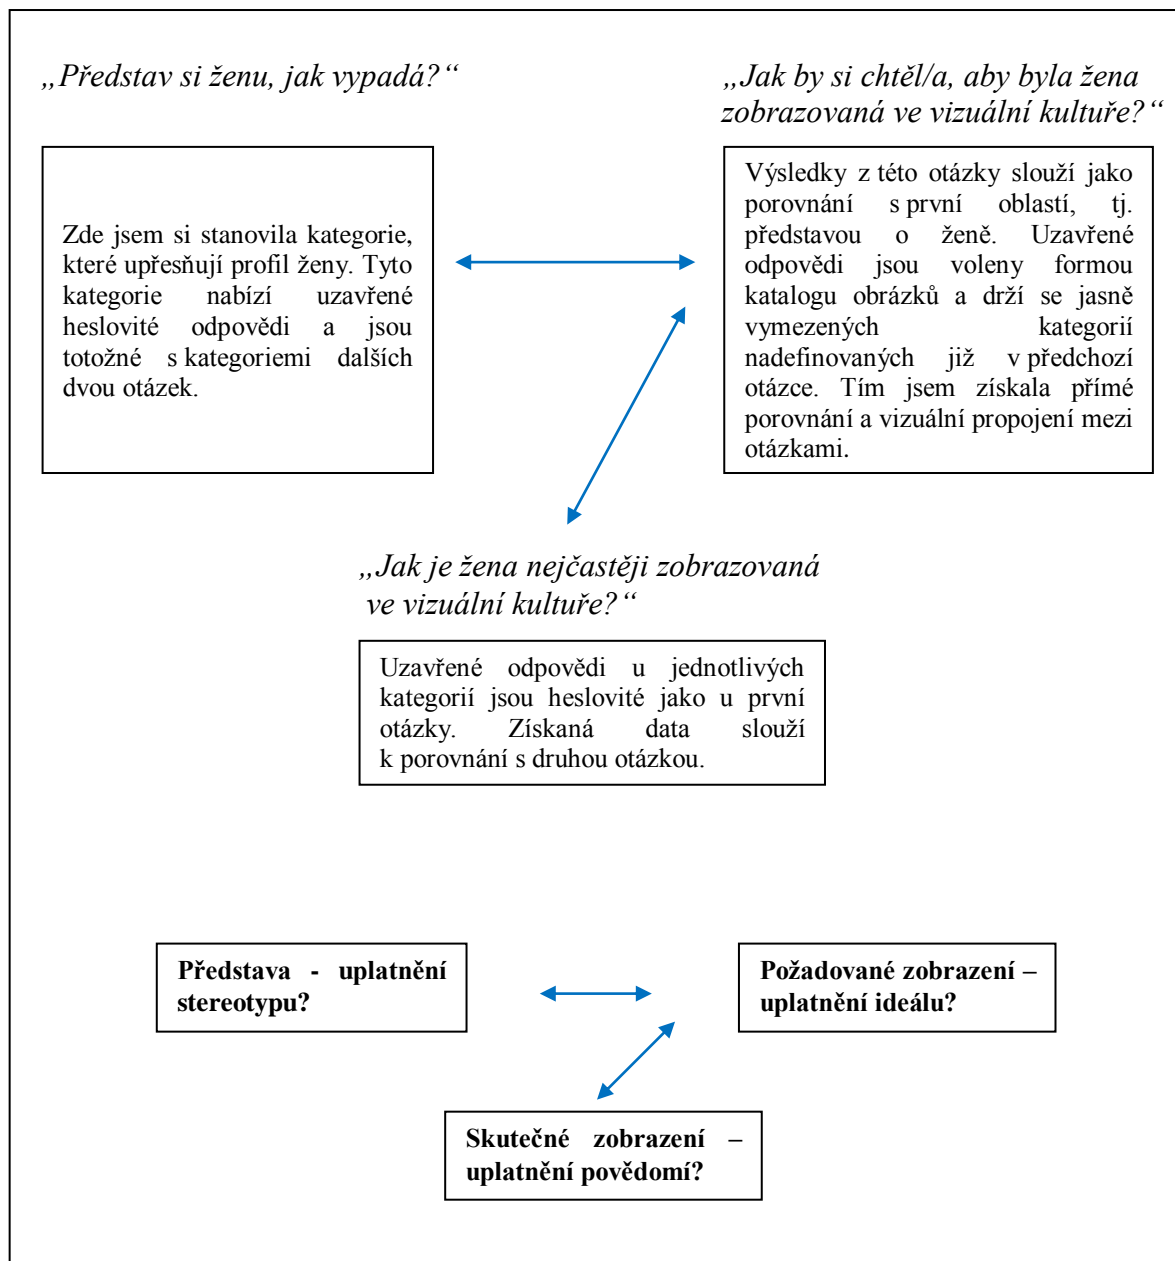 „Představ si ženu, jak vypadá?“
„Jak by si chtěl/a, aby byla žena
zobrazovaná ve vizuální kultuře?“
Zde jsem si stanovila kategorie,
které upřesňují profil ženy. Tyto
kategorie nabízí uzavřené
heslovité odpovědi a jsou
totožné s kategoriemi dalších
dvou otázek.
Výsledky z této otázky slouží jako
porovnání s první oblastí, tj.
představou o ženě. Uzavřené
odpovědi jsou voleny formou
katalogu obrázků a drží se jasně
vymezených kategorií
nadefinovaných již v předchozí
otázce. Tím jsem získala přímé
porovnání a vizuální propojení mezi
otázkami.
„Jak je žena nejčastěji zobrazovaná
ve vizuální kultuře?“
Uzavřené odpovědi u jednotlivých
kategorií jsou heslovité jako u první
otázky. Získaná data slouží
k porovnání s druhou otázkou.
Představa - uplatnění
stereotypu?
Požadované zobrazení –
uplatnění ideálu?
Skutečné zobrazení –
uplatnění povědomí?